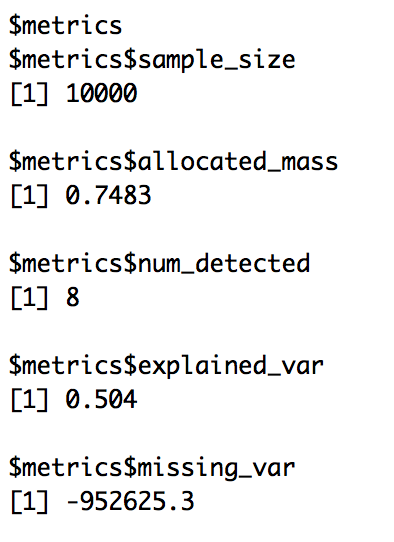 $metrics
$metrics$sample_size
[1] 10000
$metrics$allocated_mass
[1] 0.7483
$metrics$num_detected
[1] 8
$metrics$explained_var
[1] 0.504
$metrics$missing_var
[1] -952625.3